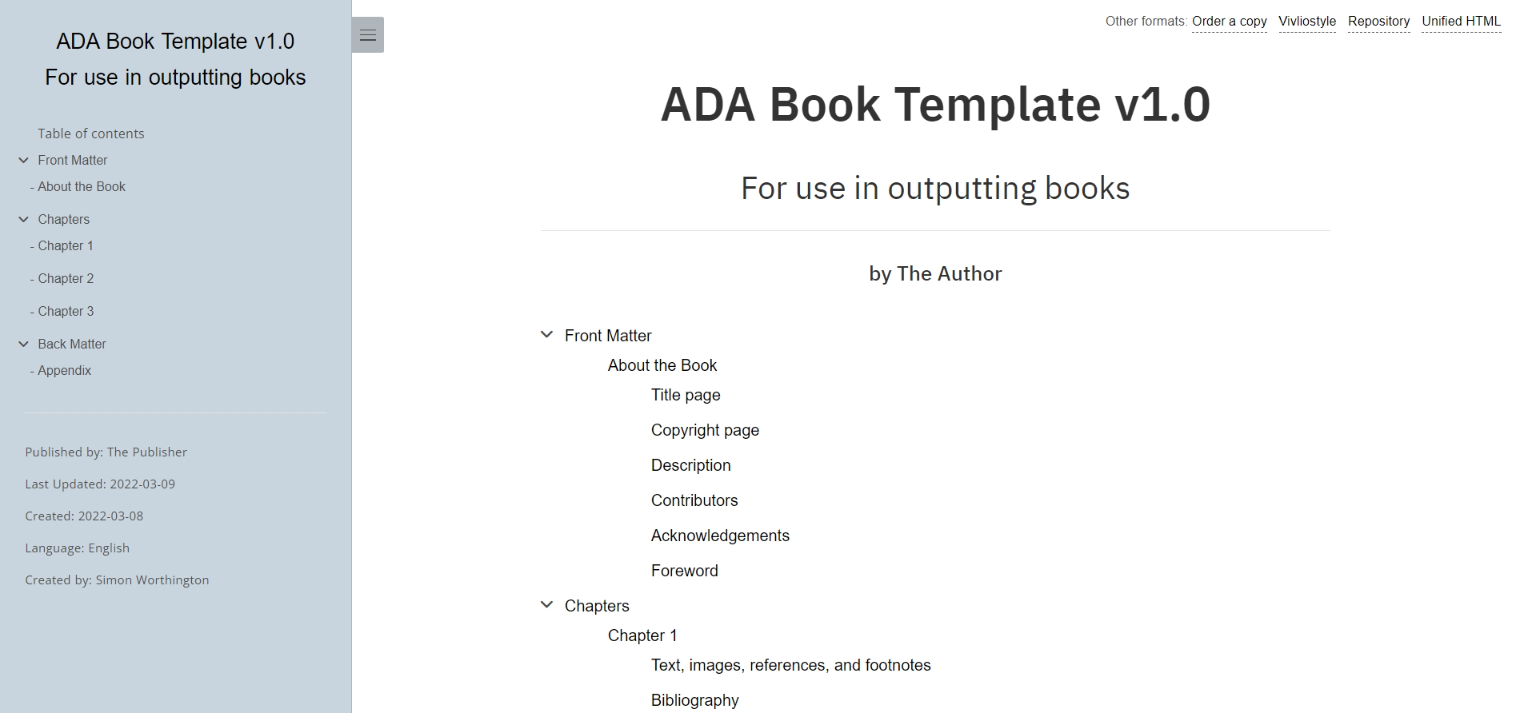 ADA Book Template v1.0
For use in outputting books
Table of contents
Front Matter
- About the Book
Chapters
- Chapter 1
- Chapter 2
- Chapter 3
Back Matter
- Appendix
Published by: The Publisher
Last Updated: 2022-03-09
Created: 2022-03-08
Language: English
Created by: Simon Worthington
Other formats: Order a copy Vivliostyle Repository Unified HTML
ADA Book Template v1.0
For use in outputting books
by The Author
Front Matter
About the Book
Title page
Copyright page
Description
Contributors
Acknowledgements
Foreword
Chapters
Chapter 1
Text, images, references, and footnotes
Bibliography